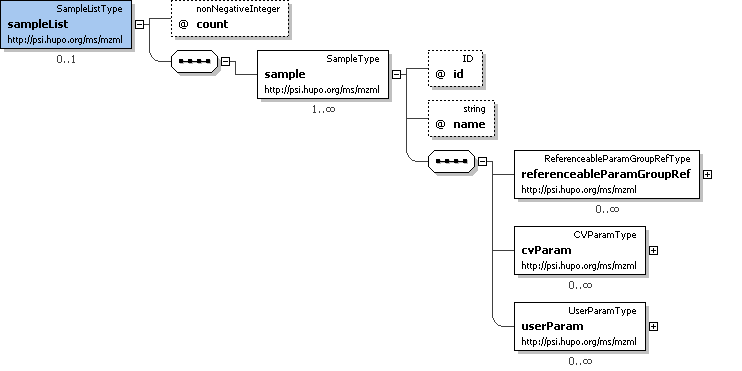 SampleListType
sampleList
http://psi.hupo.org/ms/mzml
0..1
nonNegativeInteger
@ count
SampleType
sample
http://psi.hupo.org/ms/mzml
1..∞
ID
@ id
string
@ name
ReferenceableParamGroupRefType
referenceableParamGroupRef
http://psi.hupo.org/ms/mzml
0..∞
CVParamType
cvParam
http://psi.hupo.org/ms/mzml
0..∞
UserParamType
userParam
http://psi.hupo.org/ms/mzml
0..∞